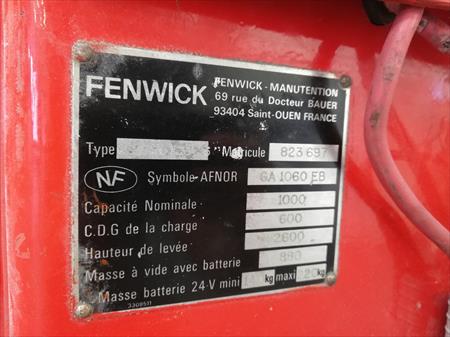 FENWICK
FENWICK - MANUTENTION
69 rue du Docteur BAUER
93404 Saint-OUEN FRANCE
Type Matricule 823 697
NF Symbole-AFNOR GA 1060 EB
Capacité Nominale 1000
C.D.G de la charge 600
Hauteur de levée 2600
Masse à vide avec batterie 880
Masse batterie 24 V mini kg maxi kg
3309511